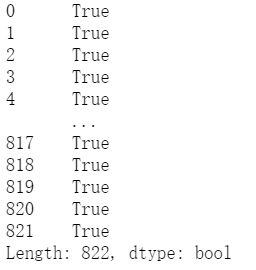 0      True
1      True
2      True
3      True
4      True
       ...
817    True
818    True
819    True
820    True
821    True
Length: 822, dtype: bool